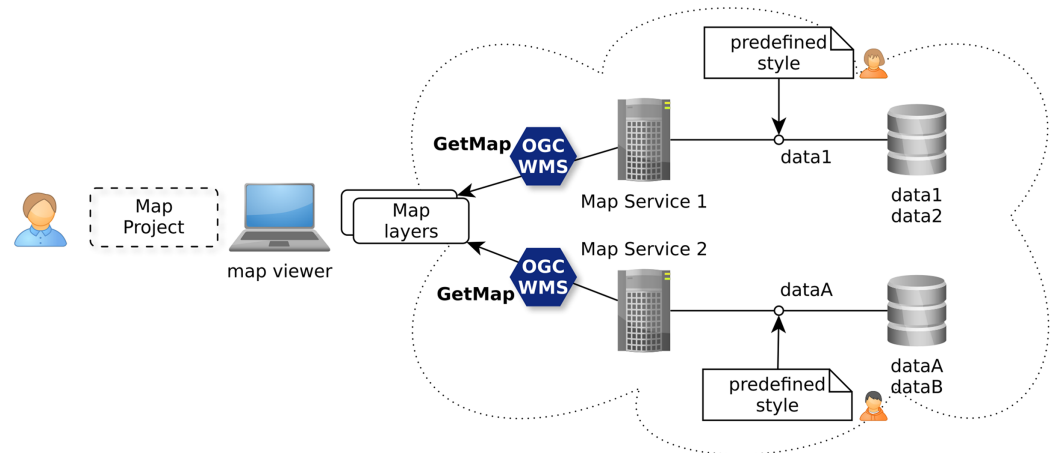 predefined
style
GetMap
OGC
WMS
data1
Map Service 1
data1
data2
Map
Project
Map
layers
map viewer
Map Service 2
OGC
WMS
GetMap
dataA
dataA
dataB
predefined
style